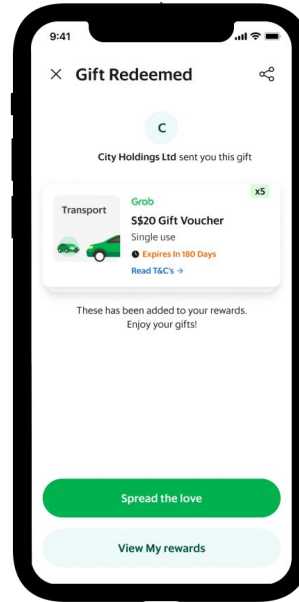 9:41
Gift Redeemed
C
City Holdings Ltd sent you this gift
x5
Transport
Grab
S$20 Gift Voucher
Single use
Expires In 180 Days
Read T&C's →
These has been added to your rewards.
Enjoy your gifts!
Spread the love
View My rewards